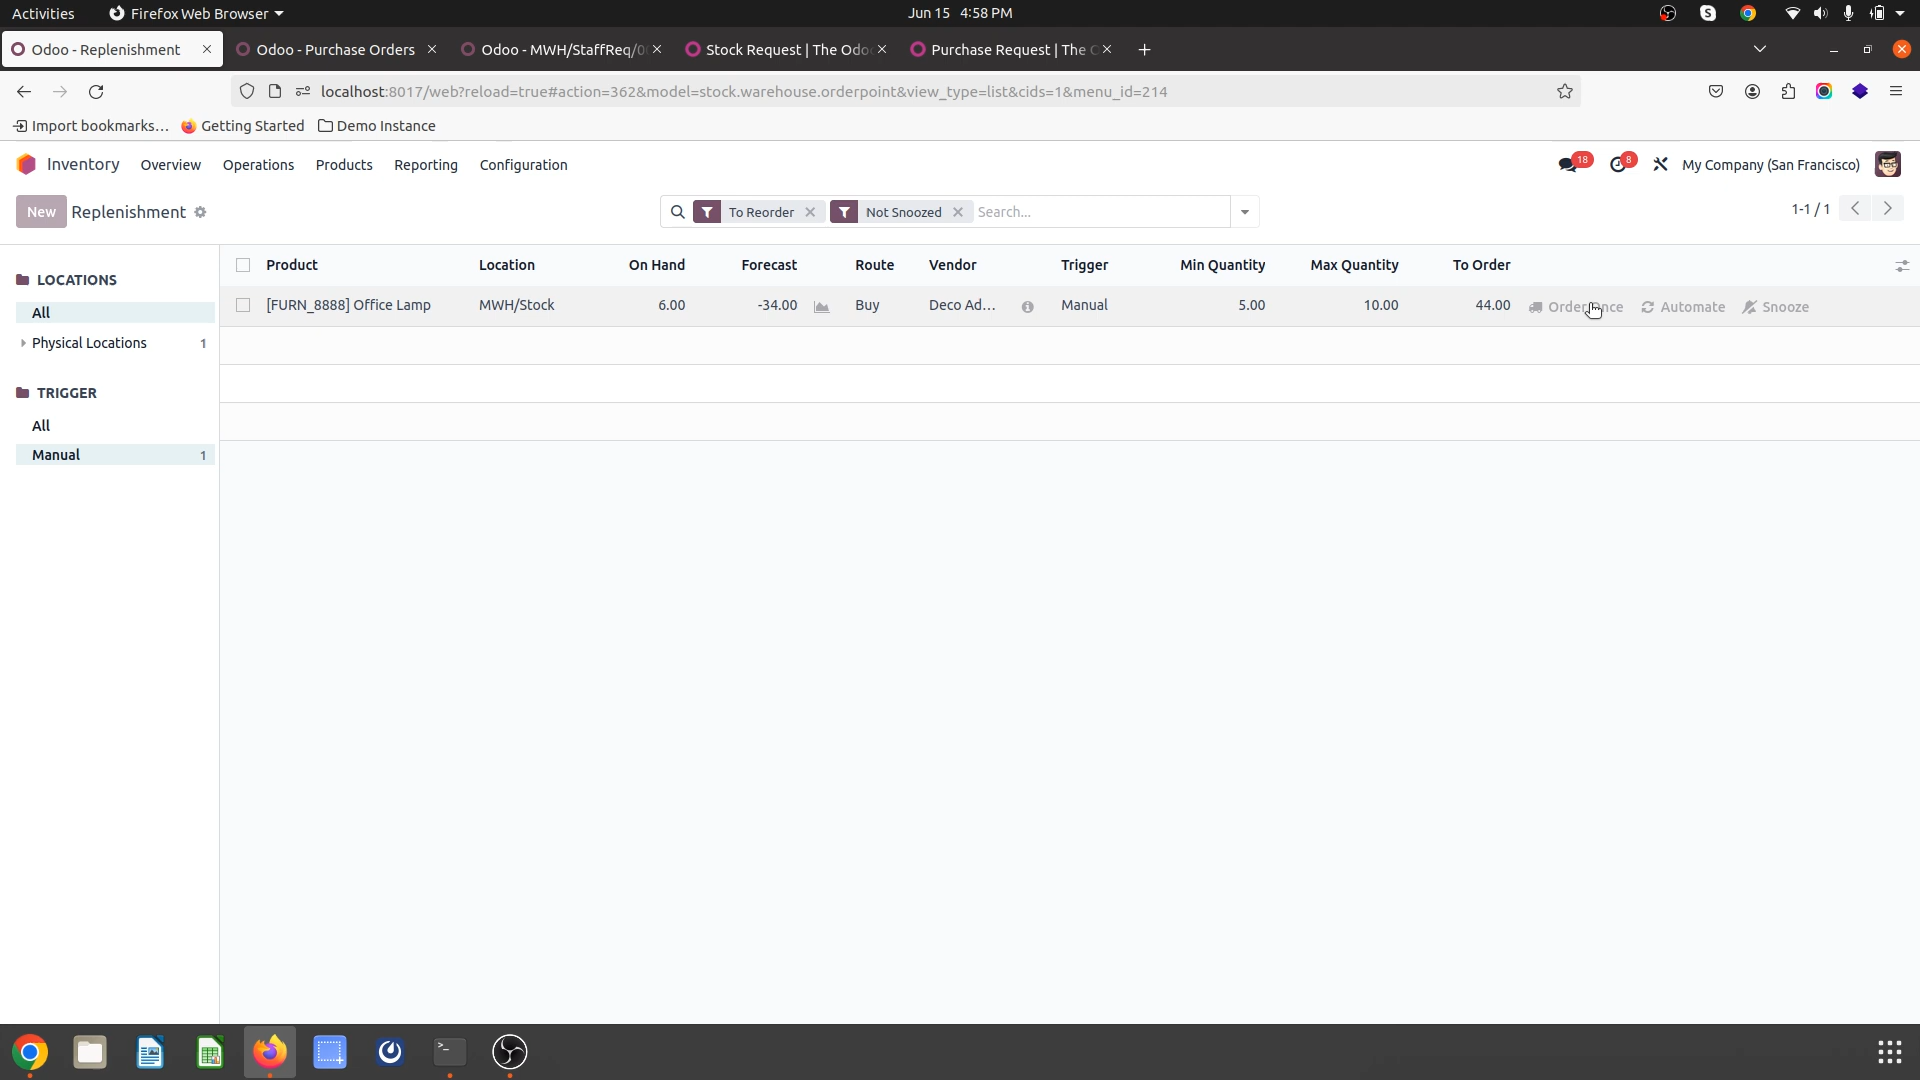 Activities Firefox Web Browser Jun 15 4:58 PM
Odoo - Replenishment Odoo - Purchase Orders Odoo - MWH/StaffReq/0 Stock Request | The Odo Purchase Request | The
localhost:8017/web?reload=true#action=362&model=stock.warehouse.orderpoint&view_type=list&cids=1&menu_id=214
Import bookmarks... Getting Started Demo Instance
Inventory Overview Operations Products Reporting Configuration 18 8 My Company (San Francisco)
New Replenishment To Reorder Not Snoozed Search... 1-1 / 1
Product Location On Hand Forecast Route Vendor Trigger Min Quantity Max Quantity To Order
[FURN_8888] Office Lamp MWH/Stock 6.00 -34.00 Buy Deco Ad... Manual 5.00 10.00 44.00 Order Once Automate Snooze
LOCATIONS
All
Physical Locations 1
TRIGGER
All
Manual 1